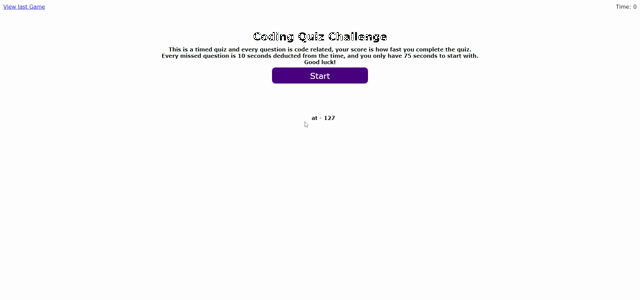 View last Game
Time: 0
Coding Quiz Challenge
This is a timed quiz and every question is code related, your score is how fast you complete the quiz.
Every missed question is 10 seconds deducted from the time, and you only have 75 seconds to start with.
Good luck!
Start
at - 127